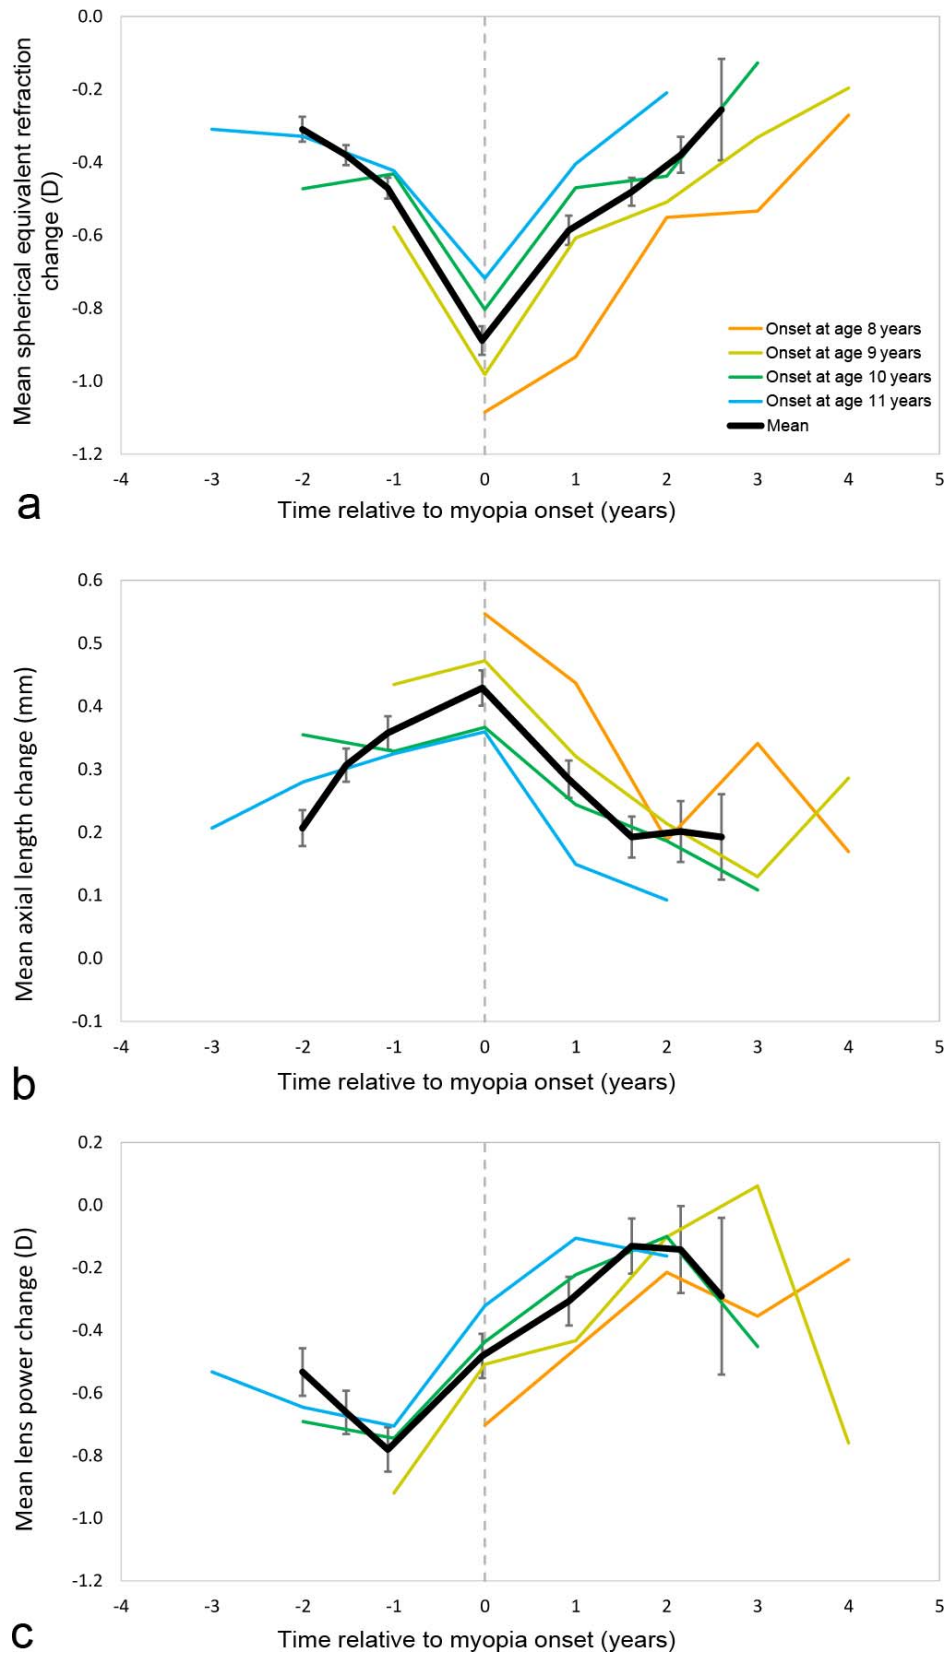 0.0
-0.2
-0.4
-0.6
-0.8
-1.0
-1.2
Mean spherical equivalent refraction
change (D)
Onset at age 8 years
Onset at age 9 years
Onset at age 10 years
Onset at age 11 years
Mean
-4 -3 -2 -1 0 1 2 3 4 5
Time relative to myopia onset (years)
a
0.6
0.5
0.4
0.3
0.2
0.1
0.0
-0.1
Mean axial length change (mm)
-4 -3 -2 -1 0 1 2 3 4 5
Time relative to myopia onset (years)
b
0.2
0.0
-0.2
-0.4
-0.6
-0.8
-1.0
-1.2
Mean lens power change (D)
-4 -3 -2 -1 0 1 2 3 4 5
Time relative to myopia onset (years)
c